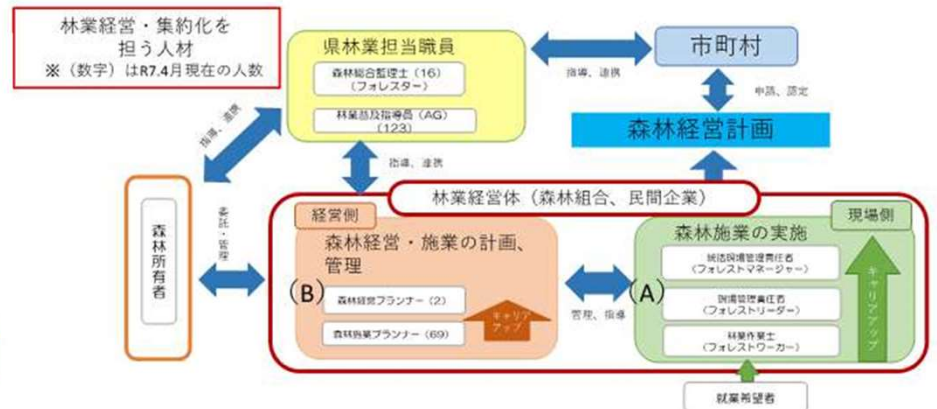 林業経営・集約化を
担う人材
※（数字）はR7.4月現在の人数
県林業担当職員
森林総合監理士（16）
（フォレスター）
林業普及指導員（AG）
（123）
指導、連携
市町村
申請、認定
森林経営計画
指導、連携
指導、連携
林業経営体（森林組合、民間企業）
森林所有者
委託・管理
経営側
森林経営・施業の計画、
管理
（B）
森林経営プランナー（2）
森林施業プランナー（69）
キャリア
アップ
管理、指導
（A）
現場側
森林施業の実施
統括現場管理責任者
（フォレストマネージャー）
現場管理責任者
（フォレストリーダー）
林業作業士
（フォレストワーカー）
キャリアアップ
就業希望者